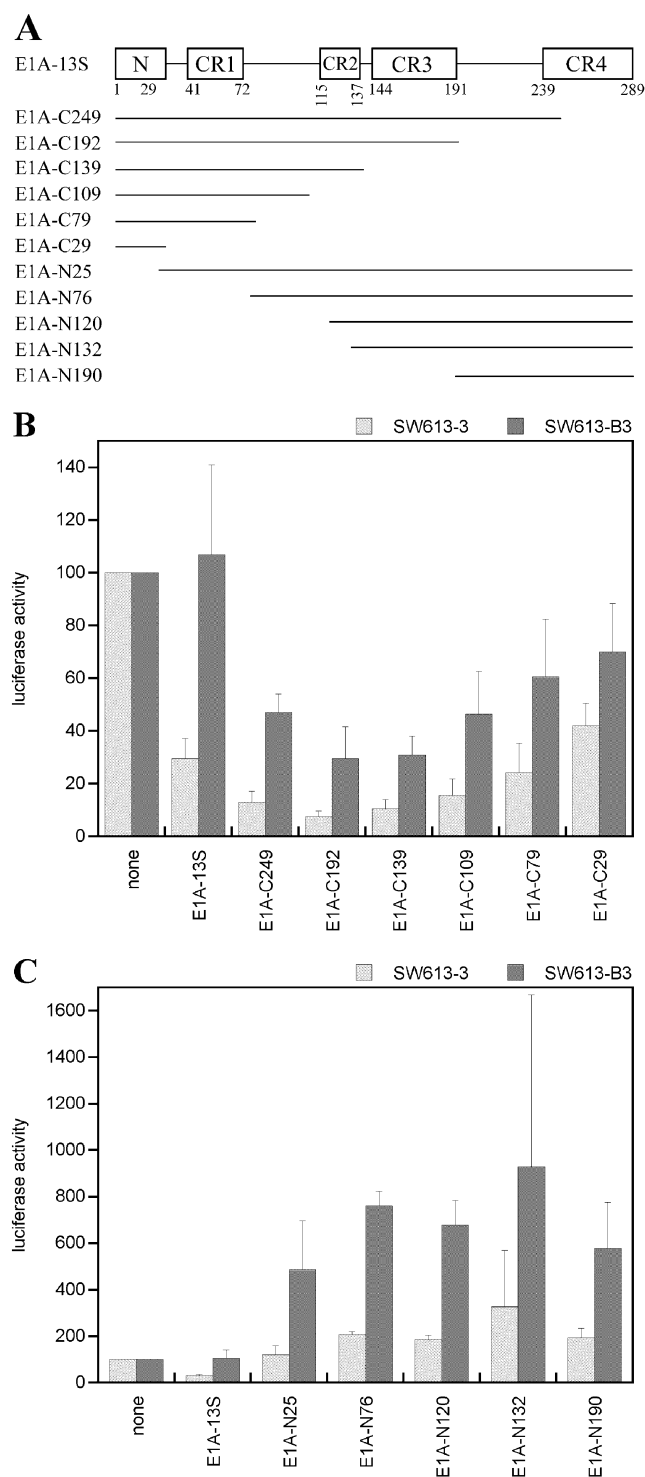 A
E1A-13S N CR1 CR2 CR3 CR4
1 29 41 72 115 137 144 191 239 289
E1A-C249
E1A-C192
E1A-C139
E1A-C109
E1A-C79
E1A-C29
E1A-N25
E1A-N76
E1A-N120
E1A-N132
E1A-N190
B
SW613-3 SW613-B3
luciferase activity
140
120
100
80
60
40
20
0
none E1A-13S E1A-C249 E1A-C192 E1A-C139 E1A-C109 E1A-C79 E1A-C29
C
SW613-3 SW613-B3
luciferase activity
1600
1400
1200
1000
800
600
400
200
0
none E1A-13S E1A-N25 E1A-N76 E1A-N120 E1A-N132 E1A-N190